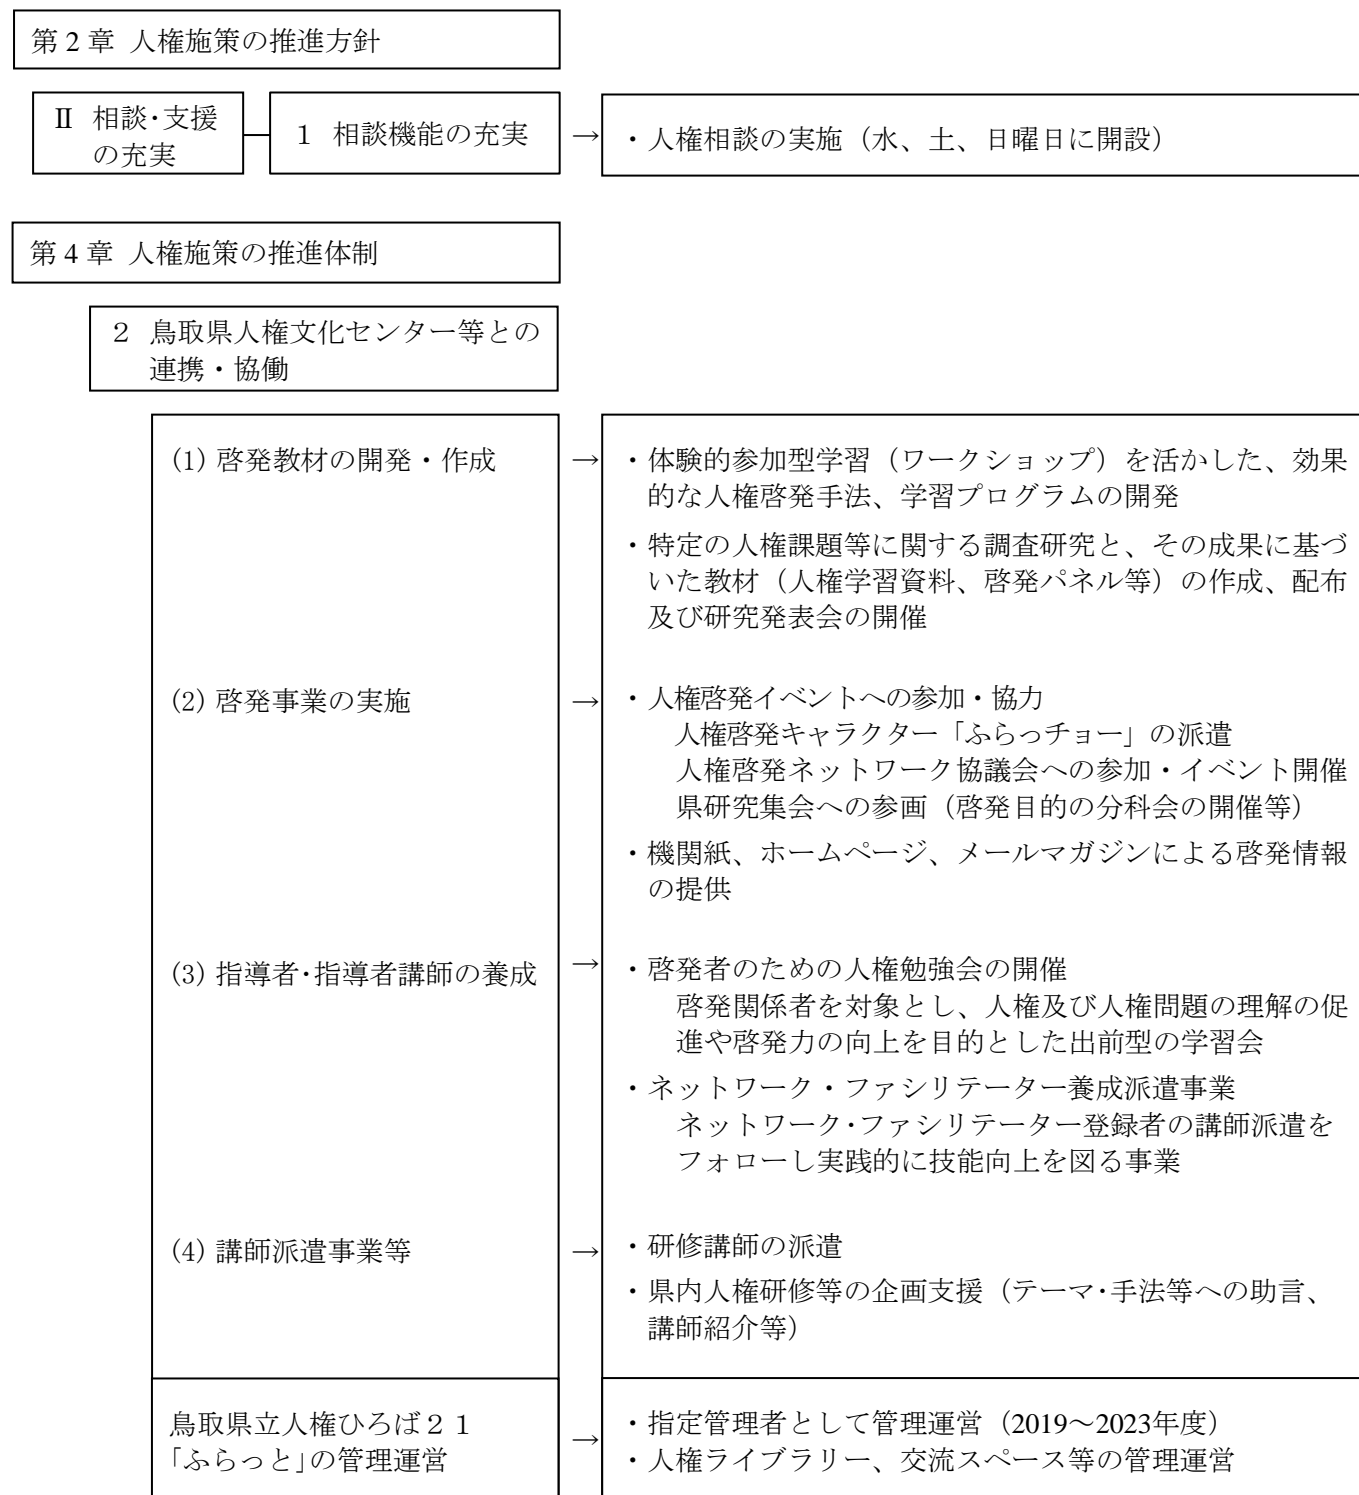 第2章 人権施策の推進方針
Ⅱ 相談・支援
の充実
1 相談機能の充実
→
・人権相談の実施（水、土、日曜日に開設）
第4章 人権施策の推進体制
２ 鳥取県人権文化センター等との
連携・協働
(1) 啓発教材の開発・作成
→
・体験的参加型学習（ワークショップ）を活かした、効果
的な人権啓発手法、学習プログラムの開発
・特定の人権課題等に関する調査研究と、その成果に基づ
いた教材（人権学習資料、啓発パネル等）の作成、配布
及び研究発表会の開催
(2) 啓発事業の実施
→
・人権啓発イベントへの参加・協力
人権啓発キャラクター「ふらっチョー」の派遣
人権啓発ネットワーク協議会への参加・イベント開催
県研究集会への参画（啓発目的の分科会の開催等）
・機関紙、ホームページ、メールマガジンによる啓発情報
の提供
(3) 指導者・指導者講師の養成
→
・啓発者のための人権勉強会の開催
啓発関係者を対象とし、人権及び人権問題の理解の促
進や啓発力の向上を目的とした出前型の学習会
・ネットワーク・ファシリテーター養成派遣事業
ネットワーク・ファシリテーター登録者の講師派遣を
フォローし実践的に技能向上を図る事業
(4) 講師派遣事業等
→
・研修講師の派遣
・県内人権研修等の企画支援（テーマ・手法等への助言、
講師紹介等）
鳥取県立人権ひろば２１
「ふらっと」の管理運営
→
・指定管理者として管理運営（2019～2023年度）
・人権ライブラリー、交流スペース等の管理運営